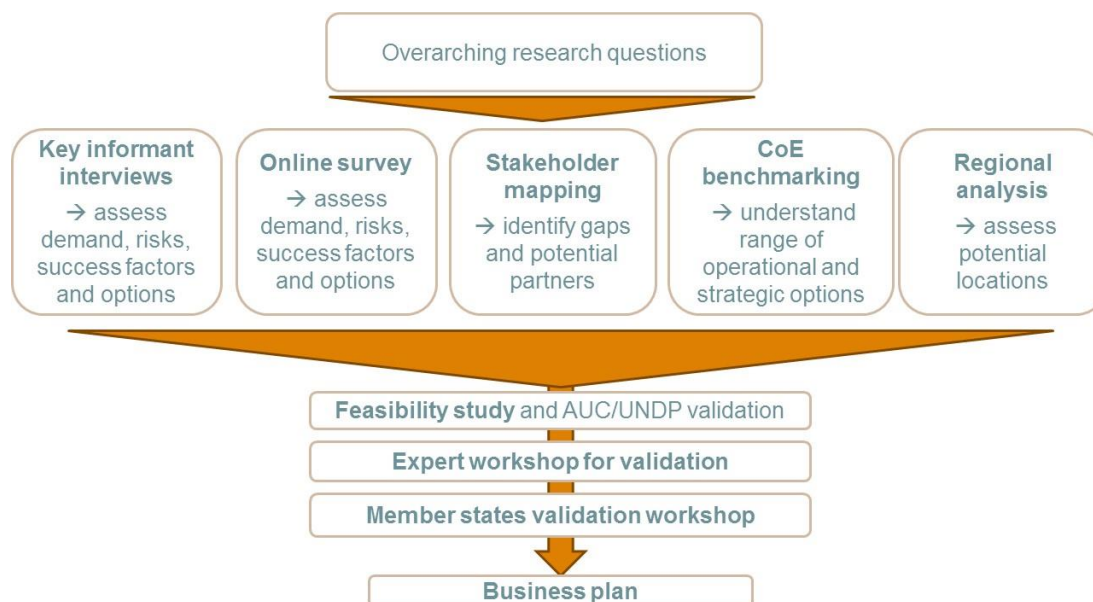 Overarching research questions
Key informant
interviews
→ assess
demand, risks,
success factors
and options
Online survey
→ assess
demand, risks,
success factors
and options
Stakeholder
mapping
→ identify gaps
and potential
partners
CoE
benchmarking
→ understand
range of
operational and
strategic options
Regional
analysis
→ assess
potential
locations
Feasibility study and AUC/UNDP validation
Expert workshop for validation
Member states validation workshop
Business plan